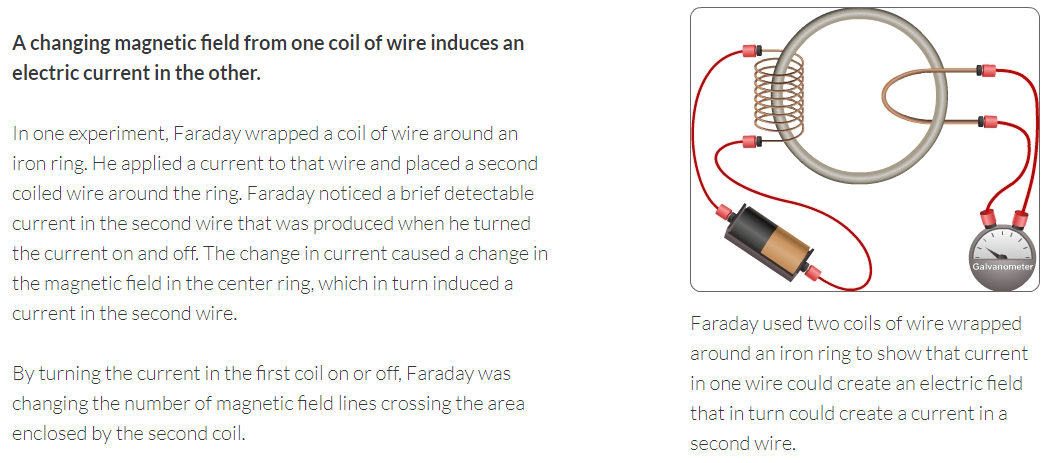 A changing magnetic field from one coil of wire induces an
electric current in the other.
In one experiment, Faraday wrapped a coil of wire around an
iron ring. He applied a current to that wire and placed a second
coiled wire around the ring. Faraday noticed a brief detectable
current in the second wire that was produced when he turned
the current on and off. The change in current caused a change in
the magnetic field in the center ring, which in turn induced a
current in the second wire.
By turning the current in the first coil on or off, Faraday was
changing the number of magnetic field lines crossing the area
enclosed by the second coil.
Galvanometer
Faraday used two coils of wire wrapped
around an iron ring to show that current
in one wire could create an electric field
that in turn could create a current in a
second wire.